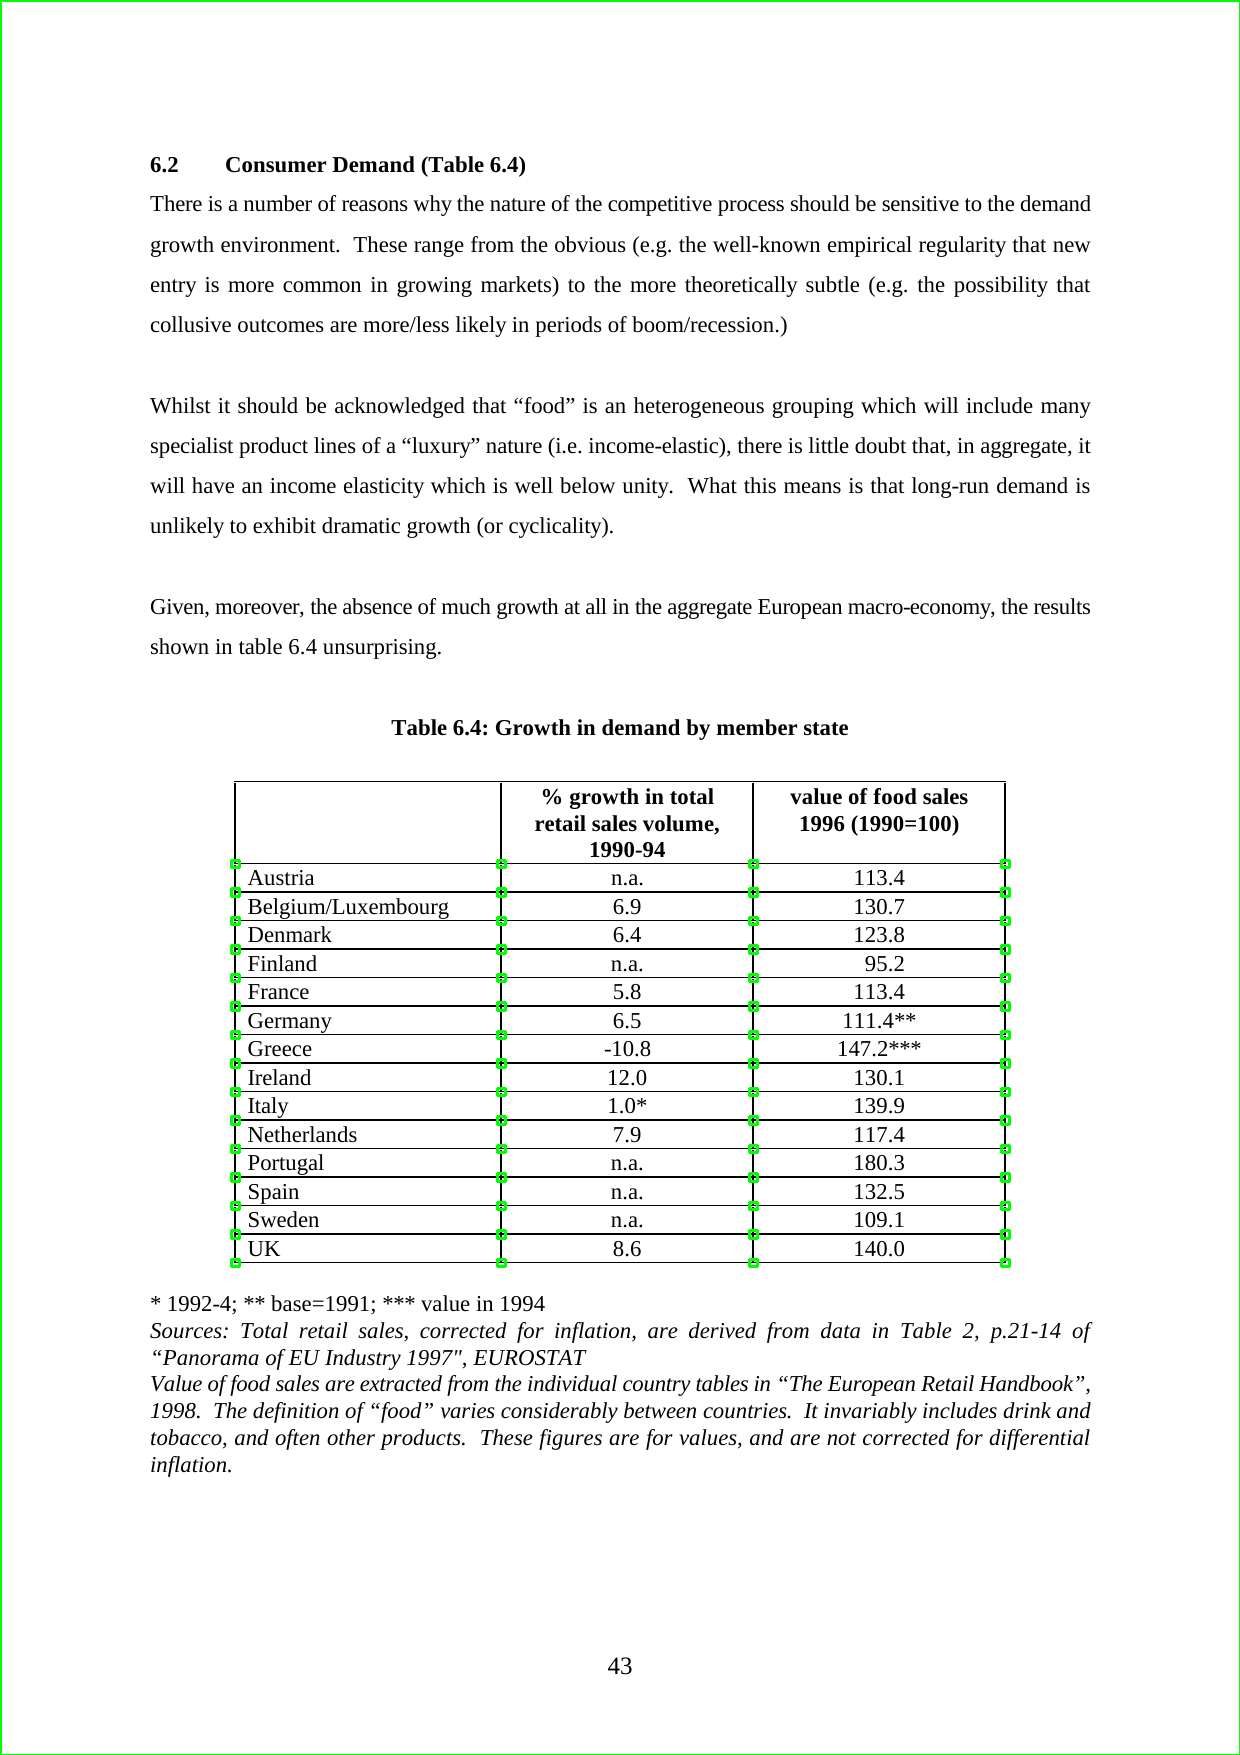 6.2 Consumer Demand (Table 6.4)
There is a number of reasons why the nature of the competitive process should be sensitive to the demand
growth environment. These range from the obvious (e.g. the well-known empirical regularity that new
entry is more common in growing markets) to the more theoretically subtle (e.g. the possibility that
collusive outcomes are more/less likely in periods of boom/recession.)
Whilst it should be acknowledged that “food” is an heterogeneous grouping which will include many
specialist product lines of a “luxury” nature (i.e. income-elastic), there is little doubt that, in aggregate, it
will have an income elasticity which is well below unity. What this means is that long-run demand is
unlikely to exhibit dramatic growth (or cyclicality).
Given, moreover, the absence of much growth at all in the aggregate European macro-economy, the results
shown in table 6.4 unsurprising.
Table 6.4: Growth in demand by member state
% growth in total value of food sales
retail sales volume, 1996 (1990=100)
1990-94
Austria n.a. 113.4
Belgium/Luxembourg 6.9 130.7
Denmark 6.4 123.8
Finland n.a. 95.2
France 5.8 113.4
Germany 6.5 111.4**
Greece -10.8 147.2***
Ireland 12.0 130.1
Italy 1.0* 139.9
Netherlands 7.9 117.4
Portugal n.a. 180.3
Spain n.a. 132.5
Sweden n.a. 109.1
UK 8.6 140.0
* 1992-4; ** base=1991; *** value in 1994
Sources: Total retail sales, corrected for inflation, are derived from data in Table 2, p.21-14 of
“Panorama of EU Industry 1997", EUROSTAT
Value of food sales are extracted from the individual country tables in “The European Retail Handbook”,
1998. The definition of “food” varies considerably between countries. It invariably includes drink and
tobacco, and often other products. These figures are for values, and are not corrected for differential
inflation.
43